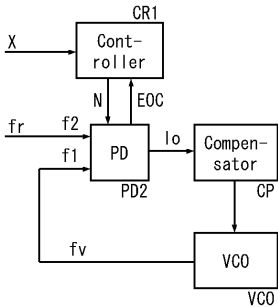 CR1
X
Cont-
roller
N
EOC
fr
f2
f1
PD
PD2
Io
Compen-
sator
CP
fv
VCO
VCO